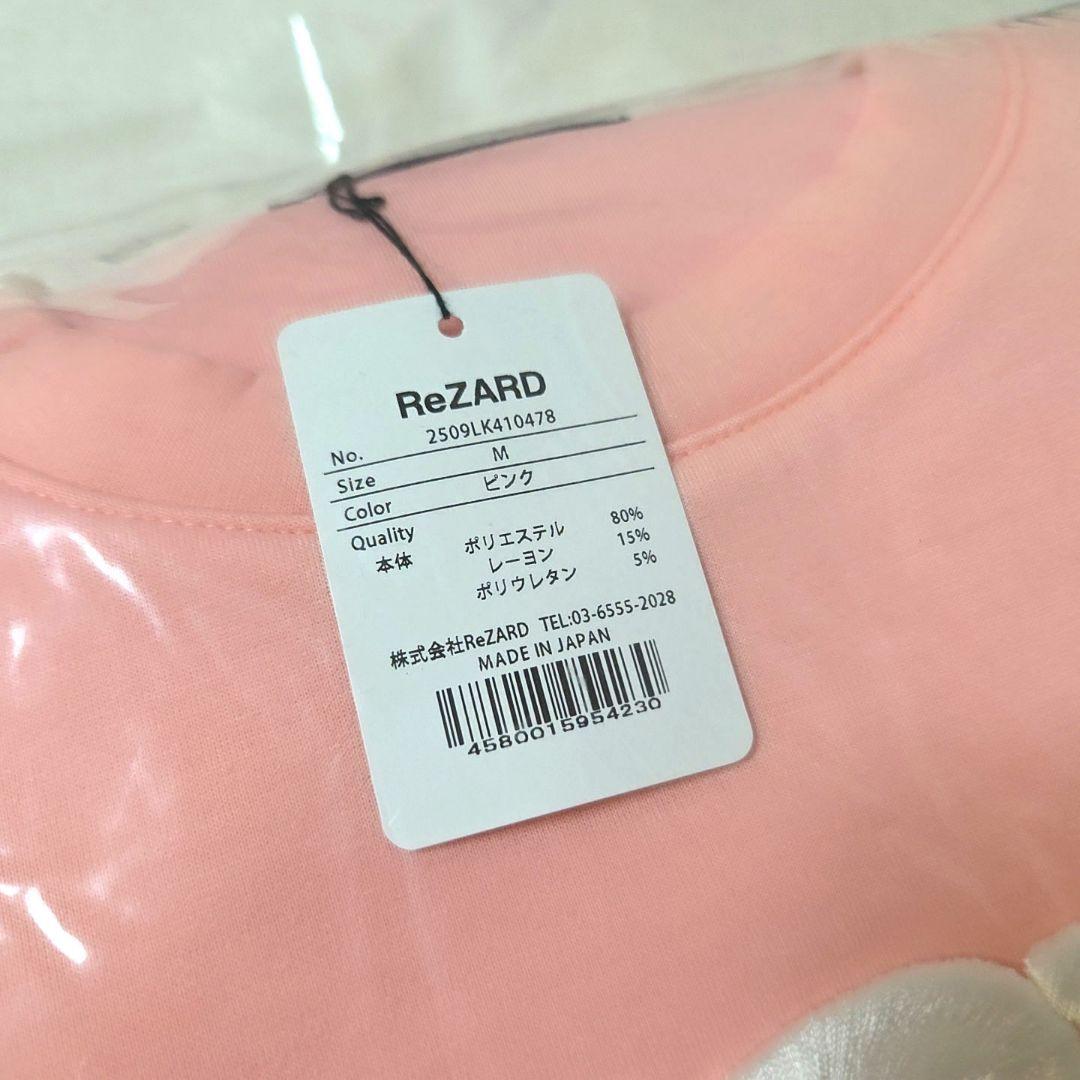 ReZARD
No. 2509LK410478
Size M
Color ピンク
Quality
本体 ポリエステル 80%
レーヨン 15%
ポリウレタン 5%
株式会社ReZARD TEL:03-6555-2028
MADE IN JAPAN
4580015954230